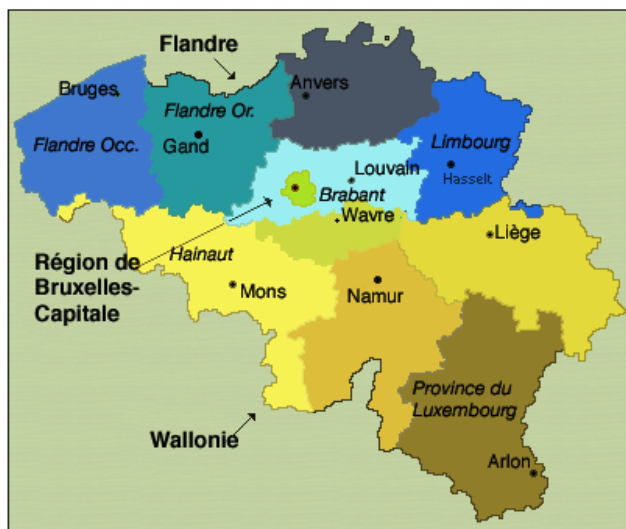 Flandre
Bruges
Anvers
Flandre Or.
Flandre Occ.
Gand
Limbourg
Louvain
Hasselt
Brabant
Wavre
Liège
Hainaut
Région de
Bruxelles-
Capitale
Mons
Namur
Province du
Luxembourg
Wallonie
Arlon